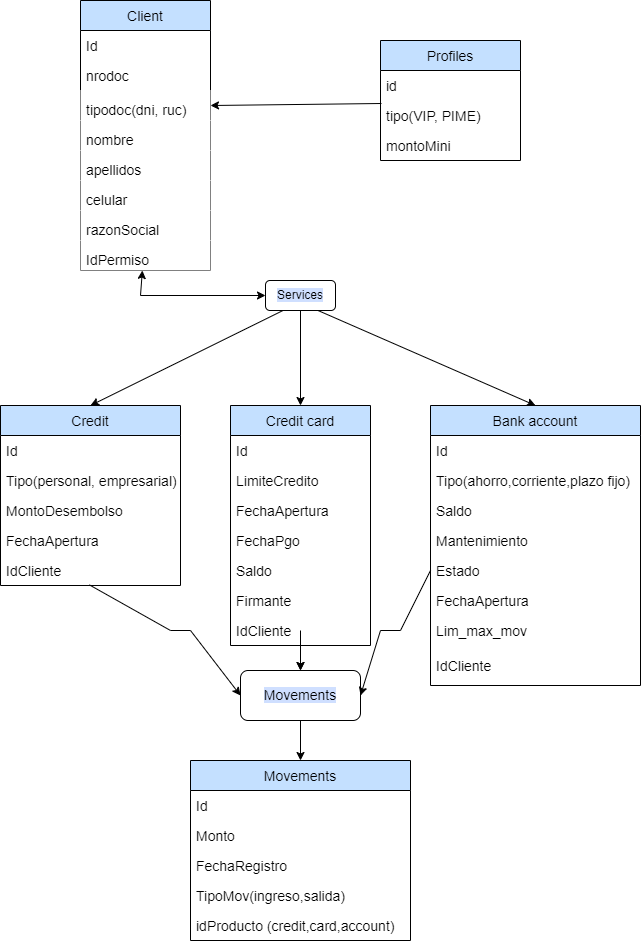 Client
Id
nrodoc
tipodoc(dni, ruc)
nombre
apellidos
celular
razonSocial
IdPermiso
Profiles
id
tipo(VIP, PIME)
montoMini
Services
Credit
Id
Tipo(personal, empresarial)
MontoDesembolso
FechaApertura
IdCliente
Credit card
Id
LimiteCredito
FechaApertura
FechaPgo
Saldo
Firmante
IdCliente
Bank account
Id
Tipo(ahorro,corriente,plazo fijo)
Saldo
Mantenimiento
Estado
FechaApertura
Lim_max_mov
IdCliente
Movements
Movements
Id
Monto
FechaRegistro
TipoMov(ingreso,salida)
idProducto (credit,card,account)